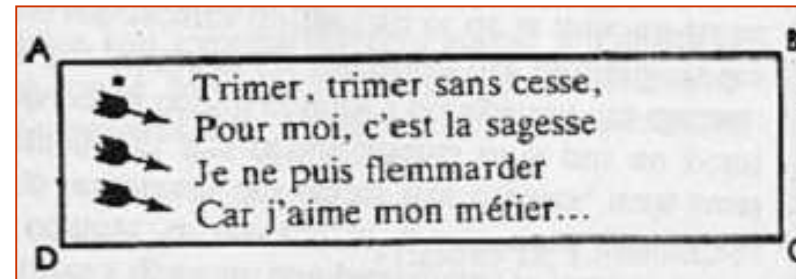 A B
Trimer, trimer sans cesse,
Pour moi, c'est la sagesse
Je ne puis flemmarder
Car j'aime mon métier...
D C